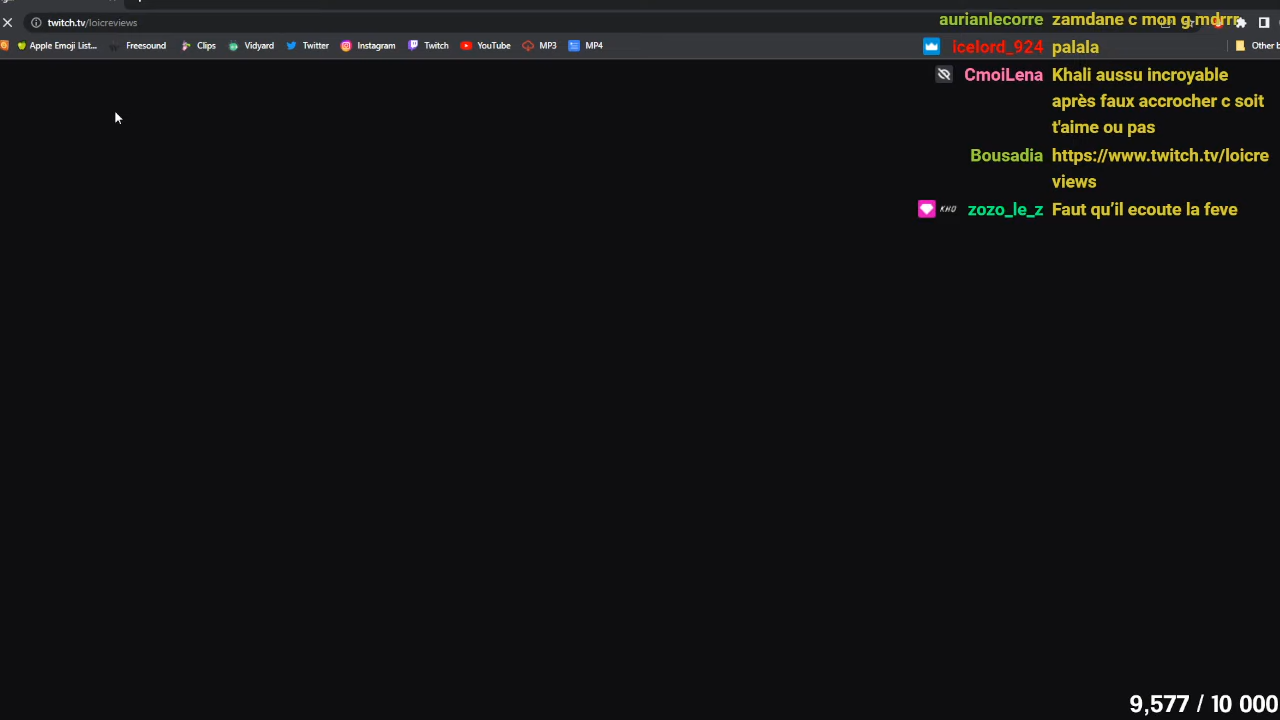 twitch.tv/loicreviews
Apple Emoji List... Freesound Clips Vidyard Twitter Instagram Twitch YouTube MP3 MP4 Other b
aurianlecorre zamdane c mon g mdrrr
icelord_924 palala
CmoiLena Khali aussu incroyable
après faux accrocher c soit
t'aime ou pas
Bousadia https://www.twitch.tv/loicre
views
KHO zozo_le_z Faut qu’il ecoute la feve
9,577 / 10 000